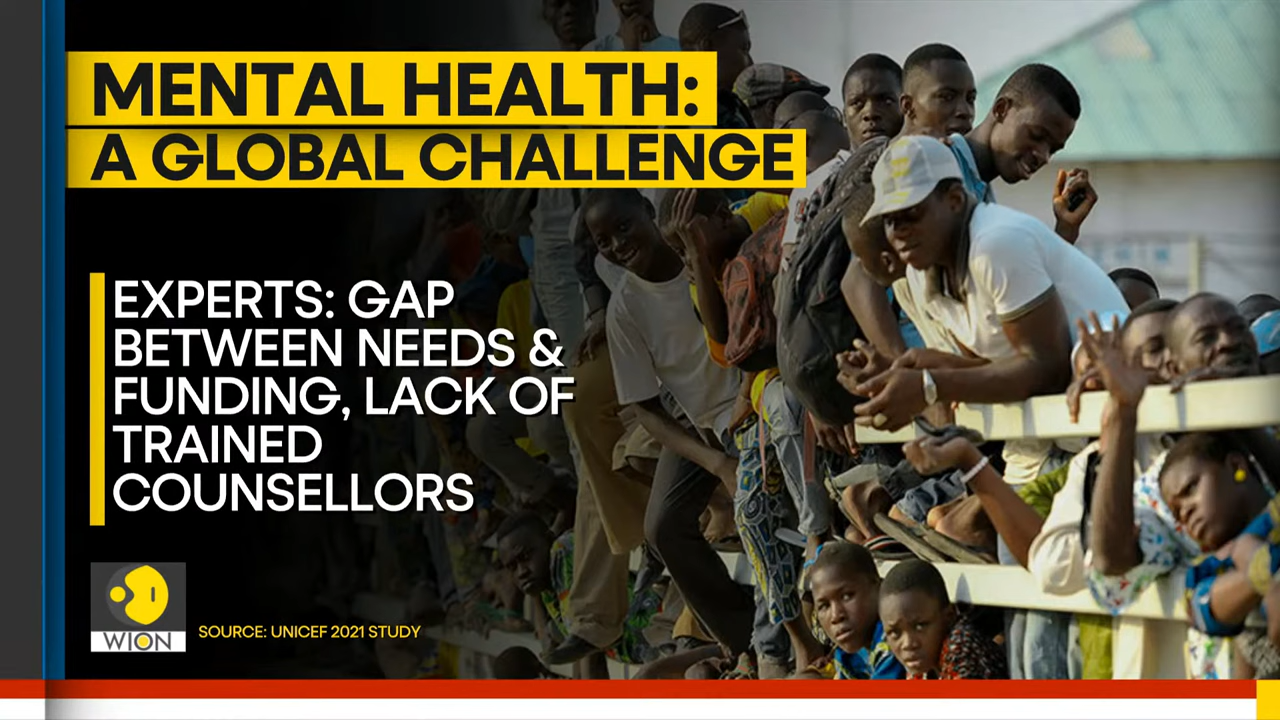 MENTAL HEALTH:
A GLOBAL CHALLENGE
EXPERTS: GAP
BETWEEN NEEDS &
FUNDING, LACK OF
TRAINED
COUNSELLORS
WION
SOURCE: UNICEF 2021 STUDY